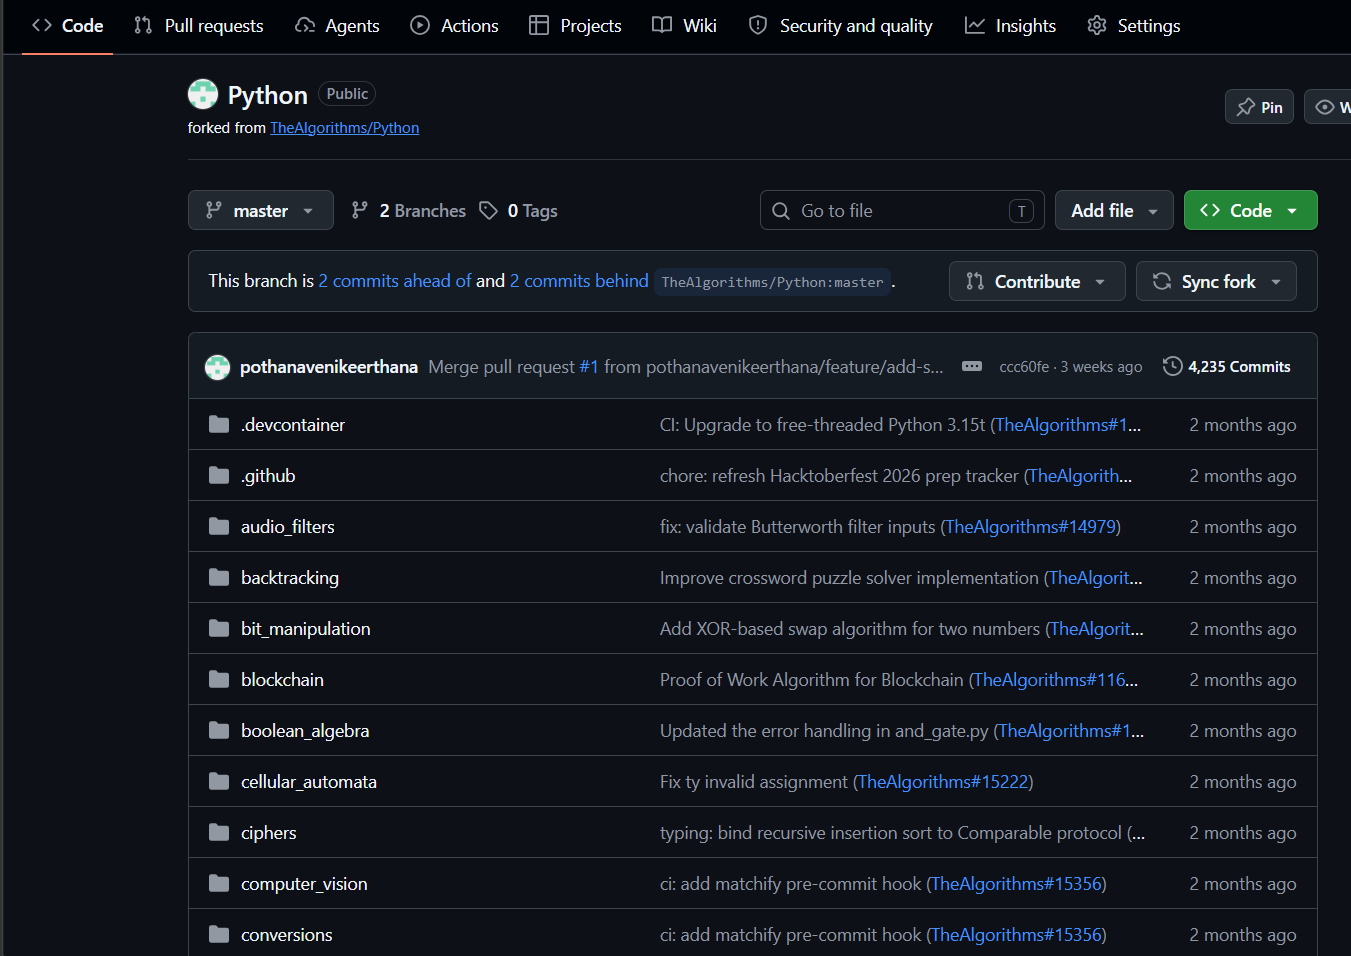 Code Pull requests Agents Actions Projects Wiki Security and quality Insights Settings
Python Public
Pin
forked from TheAlgorithms/Python
master 2 Branches 0 Tags Go to file T Add file Code
This branch is 2 commits ahead of and 2 commits behind TheAlgorithms/Python:master . Contribute Sync fork
pothanavenikeerthana Merge pull request #1 from pothanavenikeerthana/feature/add-s... ccc60fe · 3 weeks ago 4,235 Commits
.devcontainer CI: Upgrade to free-threaded Python 3.15t (TheAlgorithms#1... 2 months ago
.github chore: refresh Hacktoberfest 2026 prep tracker (TheAlgorith... 2 months ago
audio_filters fix: validate Butterworth filter inputs (TheAlgorithms#14979) 2 months ago
backtracking Improve crossword puzzle solver implementation (TheAlgorit... 2 months ago
bit_manipulation Add XOR-based swap algorithm for two numbers (TheAlgorit... 2 months ago
blockchain Proof of Work Algorithm for Blockchain (TheAlgorithms#116... 2 months ago
boolean_algebra Updated the error handling in and_gate.py (TheAlgorithms#1... 2 months ago
cellular_automata Fix ty invalid assignment (TheAlgorithms#15222) 2 months ago
ciphers typing: bind recursive insertion sort to Comparable protocol (... 2 months ago
computer_vision ci: add matchify pre-commit hook (TheAlgorithms#15356) 2 months ago
conversions ci: add matchify pre-commit hook (TheAlgorithms#15356) 2 months ago